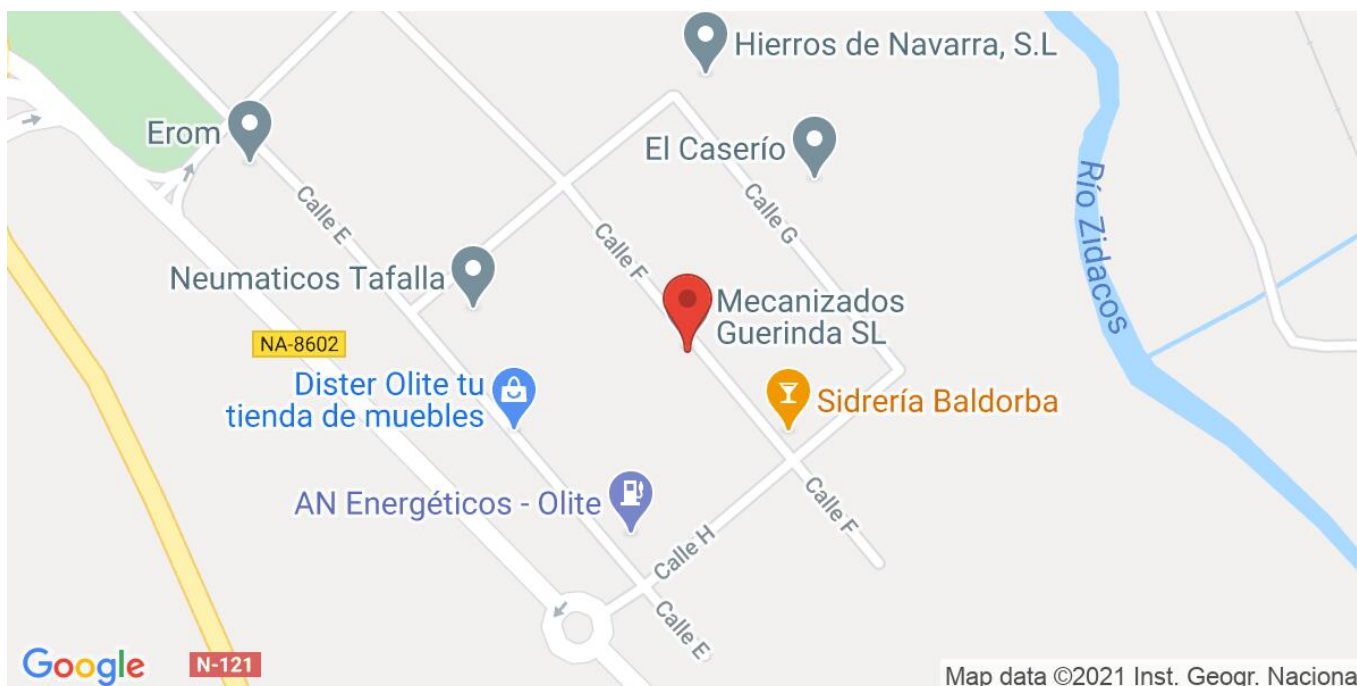 Hierros de Navarra, S.L
Erom
El Caserío
Calle E
Calle G
Calle F
Río Zidacos
Neumaticos Tafalla
Mecanizados
Guerinda SL
NA-8602
Dister Olite tu
tienda de muebles
Sidrería Baldorba
AN Energéticos - Olite
Calle F
Calle H
Calle E
Google
N-121
Map data ©2021 Inst. Geogr. Naciona